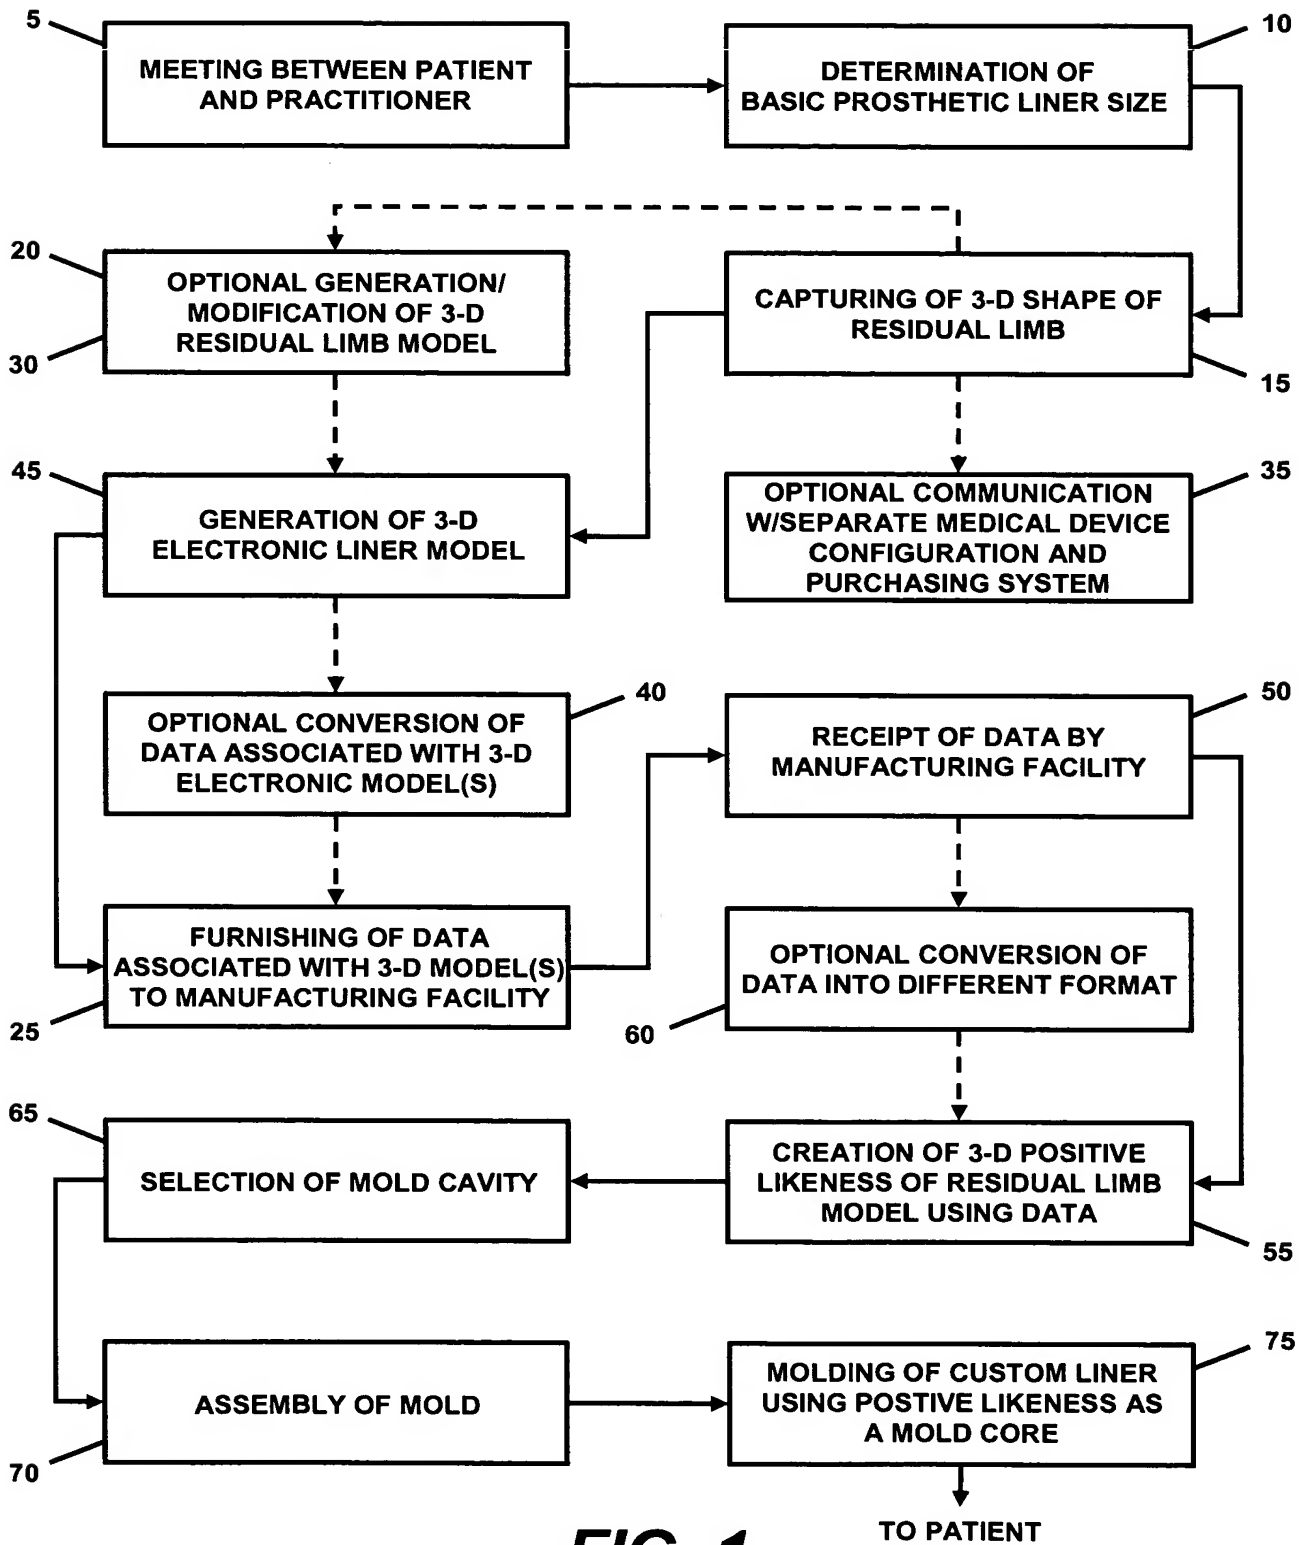 5
MEETING BETWEEN PATIENT
AND PRACTITIONER
10
DETERMINATION OF
BASIC PROSTHETIC LINER SIZE
20
30
OPTIONAL GENERATION/
MODIFICATION OF 3-D
RESIDUAL LIMB MODEL
CAPTURING OF 3-D SHAPE OF
RESIDUAL LIMB
15
45
GENERATION OF 3-D
ELECTRONIC LINER MODEL
35
OPTIONAL COMMUNICATION
W/SEPARATE MEDICAL DEVICE
CONFIGURATION AND
PURCHASING SYSTEM
40
OPTIONAL CONVERSION OF
DATA ASSOCIATED WITH 3-D
ELECTRONIC MODEL(S)
50
RECEIPT OF DATA BY
MANUFACTURING FACILITY
FURNISHING OF DATA
ASSOCIATED WITH 3-D MODEL(S)
TO MANUFACTURING FACILITY
25
OPTIONAL CONVERSION OF
DATA INTO DIFFERENT FORMAT
60
65
SELECTION OF MOLD CAVITY
CREATION OF 3-D POSITIVE
LIKENESS OF RESIDUAL LIMB
MODEL USING DATA
55
ASSEMBLY OF MOLD
70
75
MOLDING OF CUSTOM LINER
USING POSTIVE LIKENESS AS
A MOLD CORE
TO PATIENT
FIG. 1